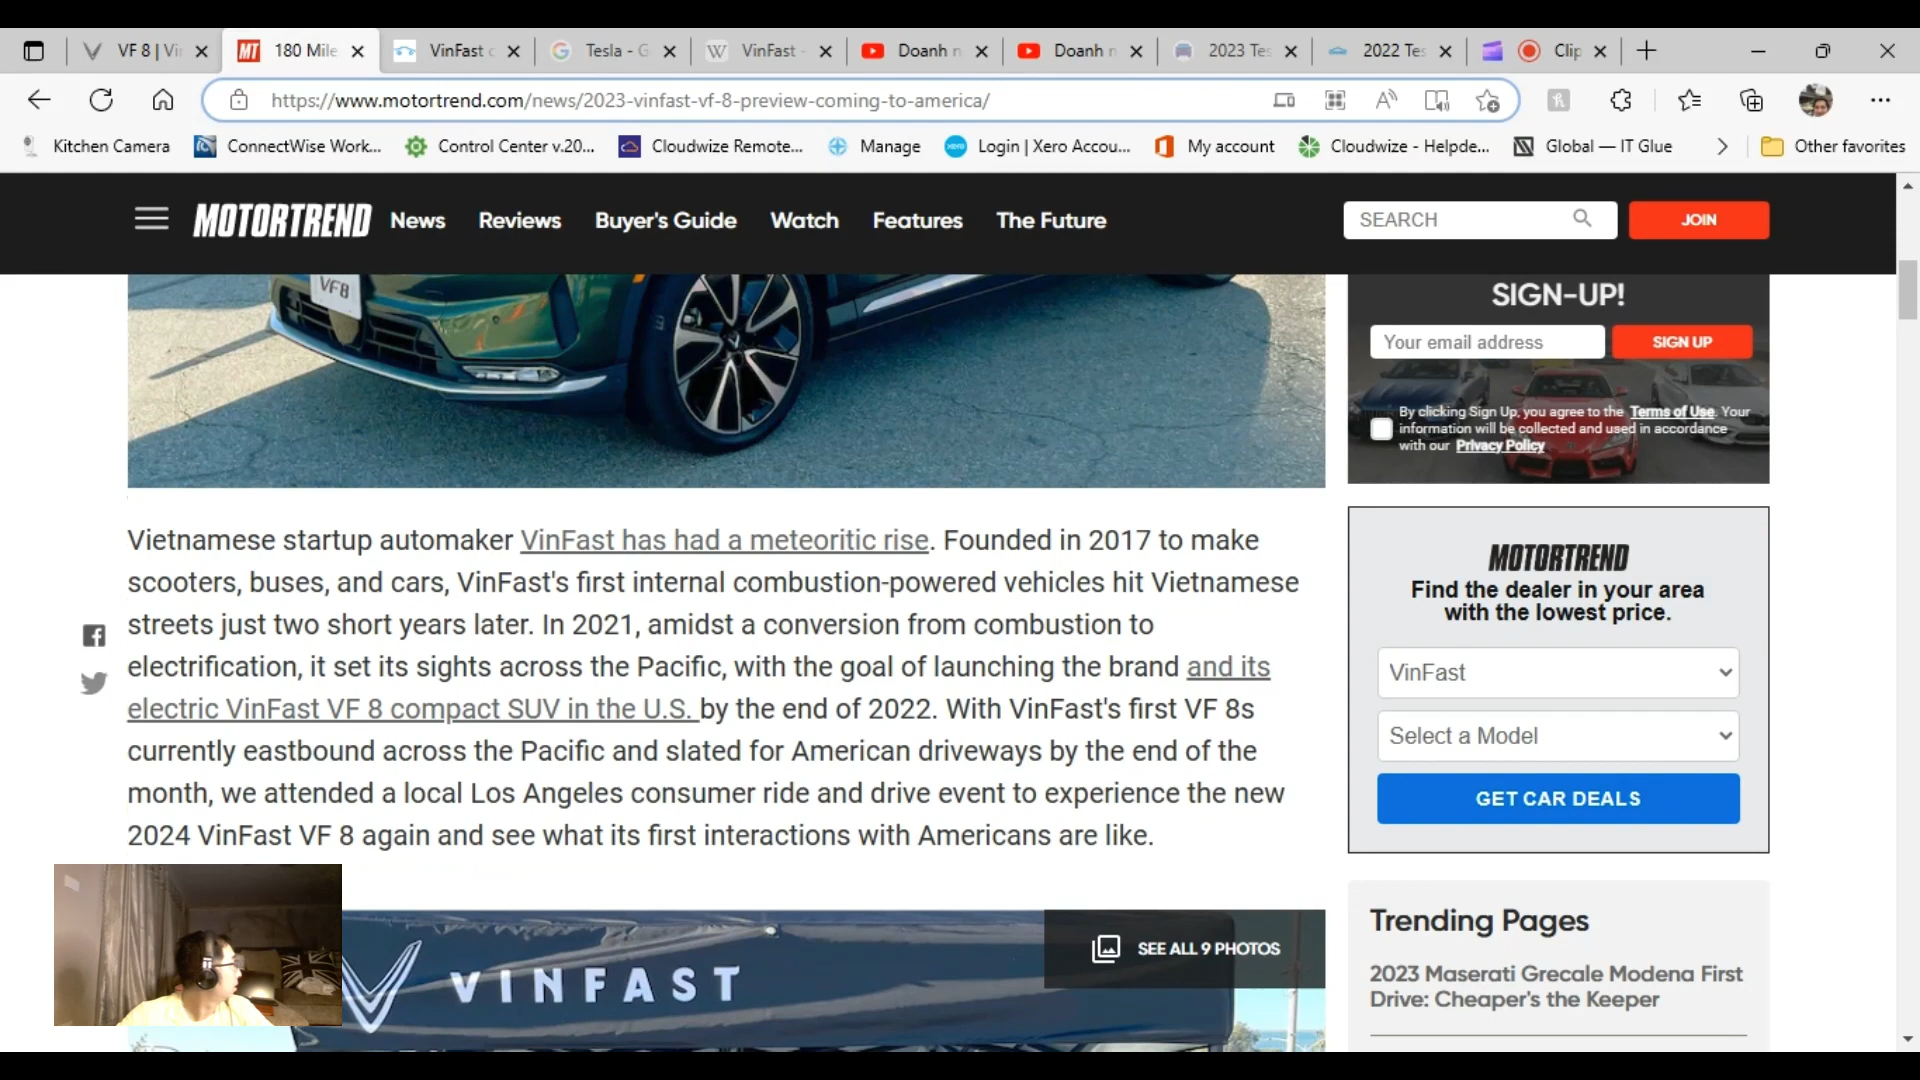 VF 8 | Vi
180 Mile
VinFast c
Tesla - G
VinFast -
Doanh n
Doanh n
2023 Tes
2022 Tes
Clip
https://www.motortrend.com/news/2023-vinfast-vf-8-preview-coming-to-america/
Kitchen Camera
ConnectWise Work...
Control Center v.20...
Cloudwize Remote...
Manage
Login | Xero Accou...
My account
Cloudwize - Helpde...
Global — IT Glue
Other favorites
MOTORTREND
News
Reviews
Buyer's Guide
Watch
Features
The Future
SEARCH
JOIN
VF8
SIGN-UP!
Your email address
SIGN UP
By clicking Sign Up, you agree to the Terms of Use. Your
information will be collected and used in accordance
with our Privacy Policy
Vietnamese startup automaker VinFast has had a meteoritic rise. Founded in 2017 to make
scooters, buses, and cars, VinFast's first internal combustion-powered vehicles hit Vietnamese
streets just two short years later. In 2021, amidst a conversion from combustion to
electrification, it set its sights across the Pacific, with the goal of launching the brand and its
electric VinFast VF 8 compact SUV in the U.S. by the end of 2022. With VinFast's first VF 8s
currently eastbound across the Pacific and slated for American driveways by the end of the
month, we attended a local Los Angeles consumer ride and drive event to experience the new
2024 VinFast VF 8 again and see what its first interactions with Americans are like.
MOTORTREND
Find the dealer in your area
with the lowest price.
VinFast
Select a Model
GET CAR DEALS
VINFAST
SEE ALL 9 PHOTOS
Trending Pages
2023 Maserati Grecale Modena First
Drive: Cheaper's the Keeper